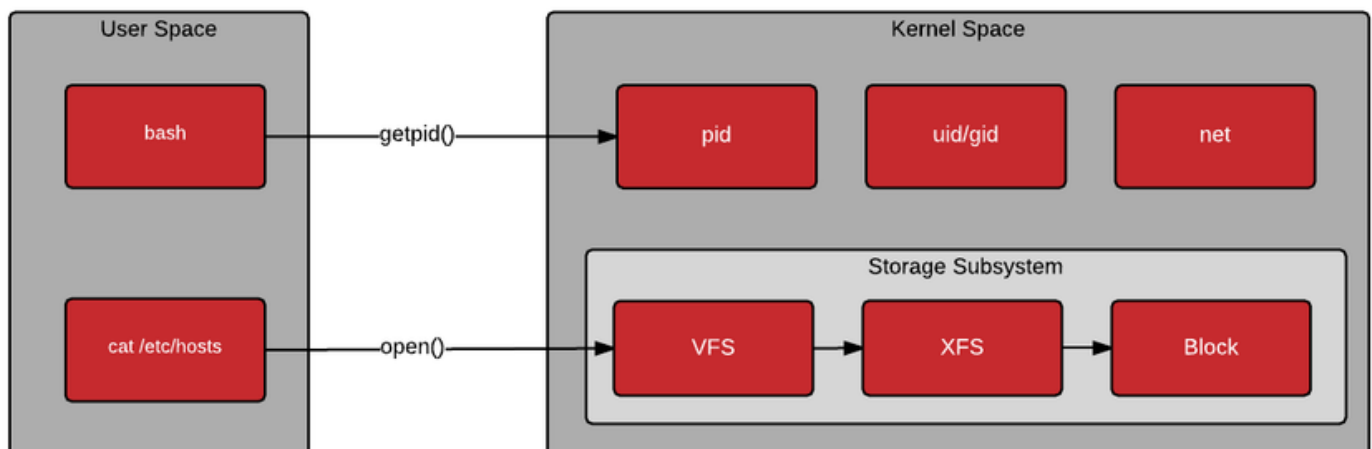 User Space
Kernel Space
bash
getpid()
pid
uid/gid
net
Storage Subsystem
cat /etc/hosts
open()
VFS
XFS
Block